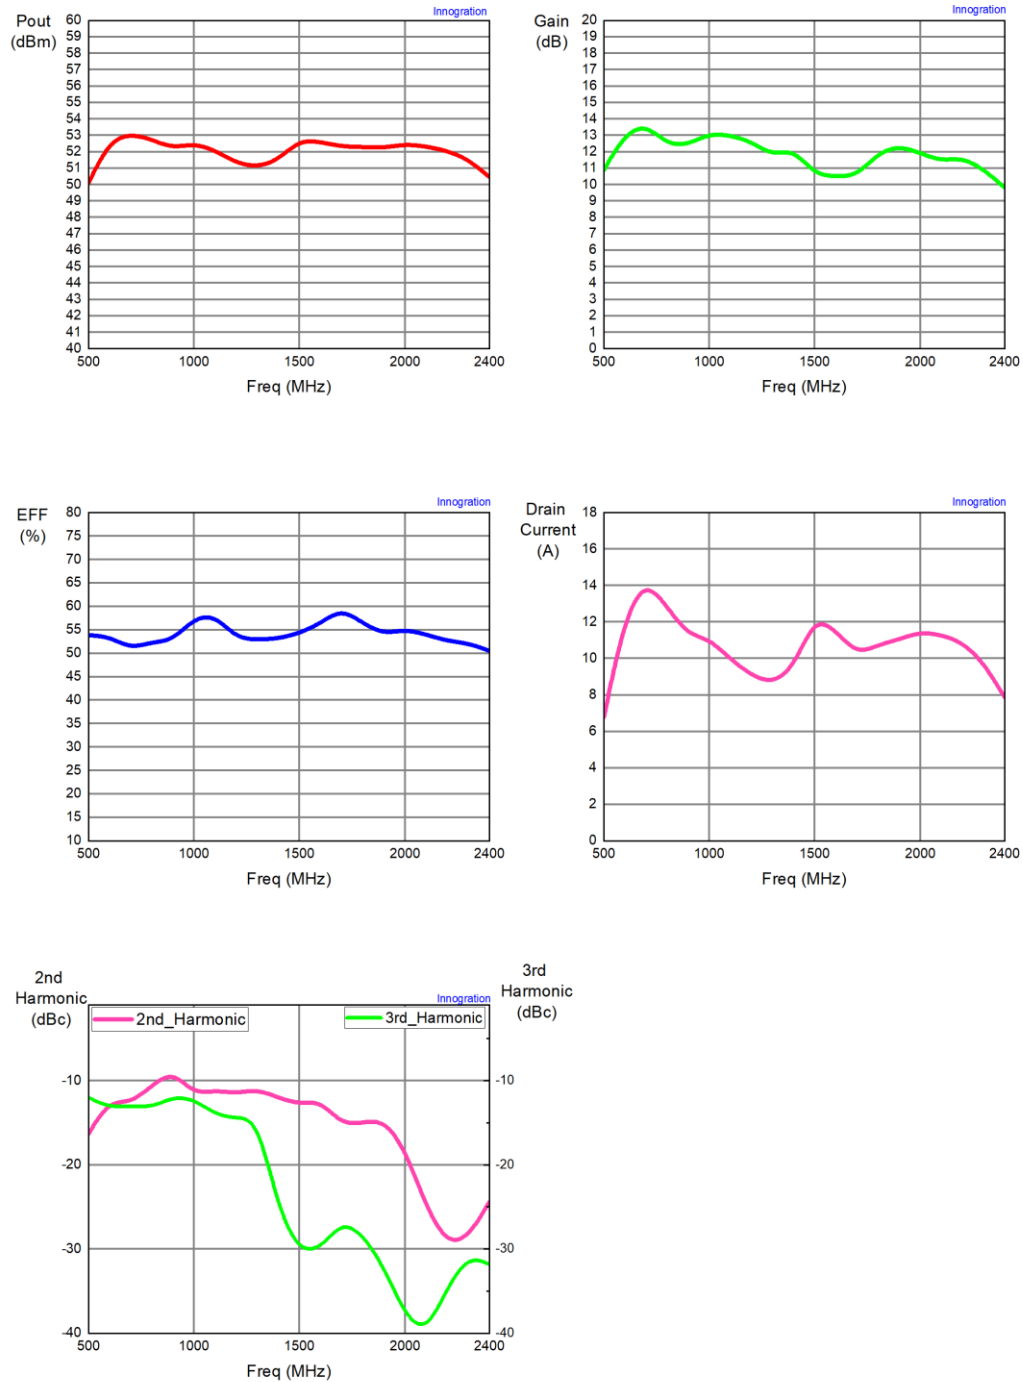 Innogration
Pout
(dBm)
60
59
58
57
56
55
54
53
52
51
50
49
48
47
46
45
44
43
42
41
40
500 1000 1500 2000 2400
Freq (MHz)
Innogration
Gain
(dB)
20
19
18
17
16
15
14
13
12
11
10
9
8
7
6
5
4
3
2
1
0
500 1000 1500 2000 2400
Freq (MHz)
Innogration
EFF
(%)
80
75
70
65
60
55
50
45
40
35
30
25
20
15
10
500 1000 1500 2000 2400
Freq (MHz)
Innogration
Drain
Current
(A)
18
16
14
12
10
8
6
4
2
0
500 1000 1500 2000 2400
Freq (MHz)
2nd
Harmonic
(dBc)
3rd
Harmonic
(dBc)
Innogration
2nd_Harmonic
3rd_Harmonic
-10 -10
-20 -20
-30 -30
-40 -40
500 1000 1500 2000 2400
Freq (MHz)